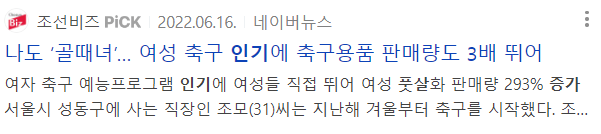 Biz 조선비즈 PiCK 2022.06.16. 네이버뉴스
나도 ‘골때녀’… 여성 축구 인기에 축구용품 판매량도 3배 뛰어
여자 축구 예능프로그램 인기에 여성들 직접 뛰어 여성 풋살화 판매량 293% 증가
서울시 성동구에 사는 직장인 조모(31)씨는 지난해 겨울부터 축구를 시작했다. 조...